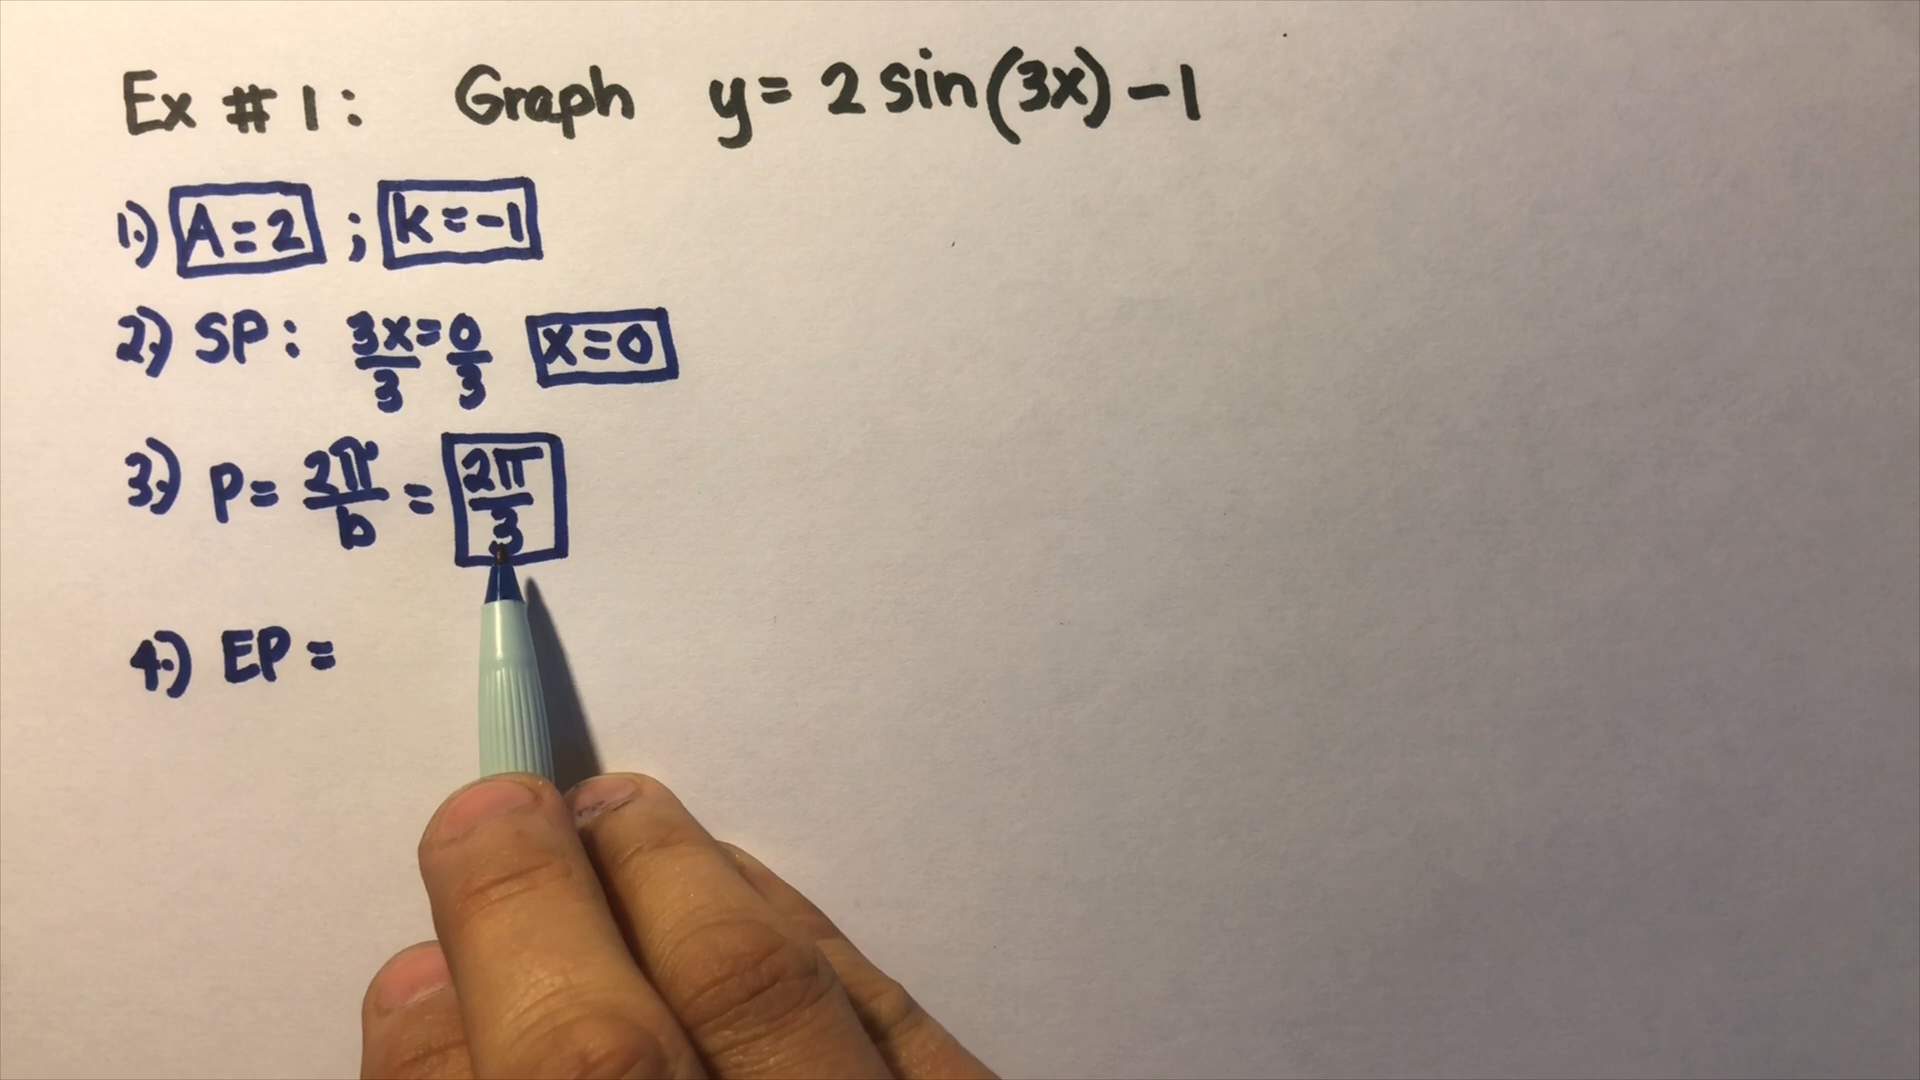 Ex # 1: Graph y = 2 sin(3x) - 1
1.) A = 2 ; K = -1
2.) SP: 3x/3 = 0/3 x = 0
3.) P = 2π/b = 2π/3
4.) EP =